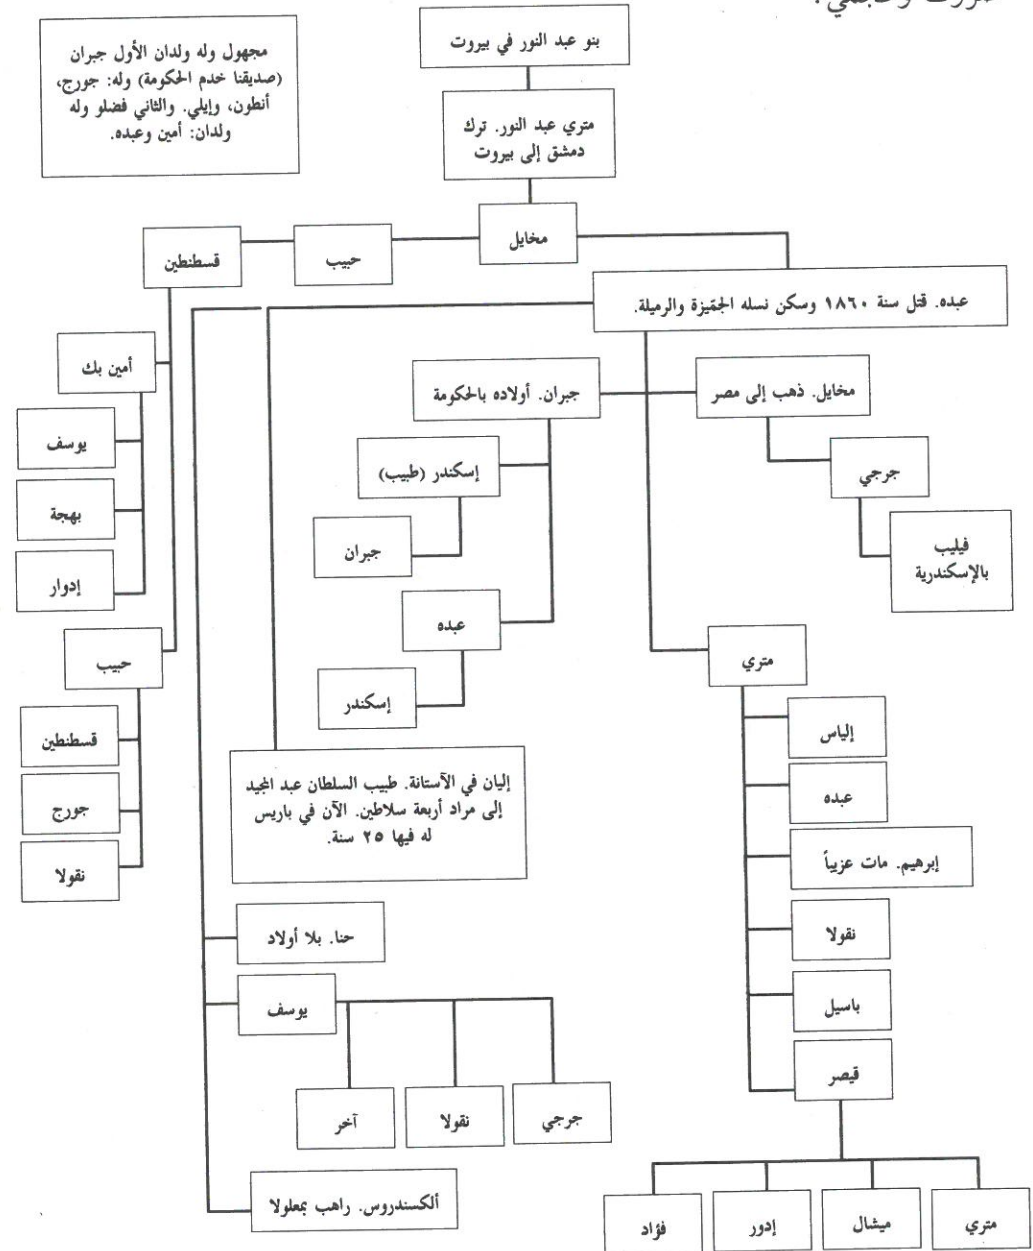 بنو عبد النور في بيروت
مجهول وله ولدان الأول جبران
(صديقنا خدم الحكومة) وله: جورج،
أنطون، وإيلي. والثاني فضلو وله
ولدان: أمين وعبده.
متري عبد النور. ترك
دمشق إلى بيروت
مخايل
حبيب
قسطنطين
عبده. قتل سنة ١٨٦٠ وسكن نسله الجمّيزة والرميلة.
أمين بك
يوسف
بهجة
إدوار
حبيب
قسطنطين
جورج
نقولا
مخايل. ذهب إلى مصر
جرجي
فيليب
بالإسكندرية
جبران. أولاده بالحكومة
إسكندر (طبيب)
جبران
عبده
إسكندر
متري
إلياس
عبده
إبرهيم. مات عزيباً
نقولا
باسيل
قيصر
متري
ميشال
إدور
فؤاد
إليان في الآستانة. طبيب السلطان عبد المجيد
إلى مراد أربعة سلاطين. الآن في باريس
له فيها ٢٥ سنة.
حنا. بلا أولاد
يوسف
جرجي
نقولا
آخر
ألكسندروس. راهب بمعلولا